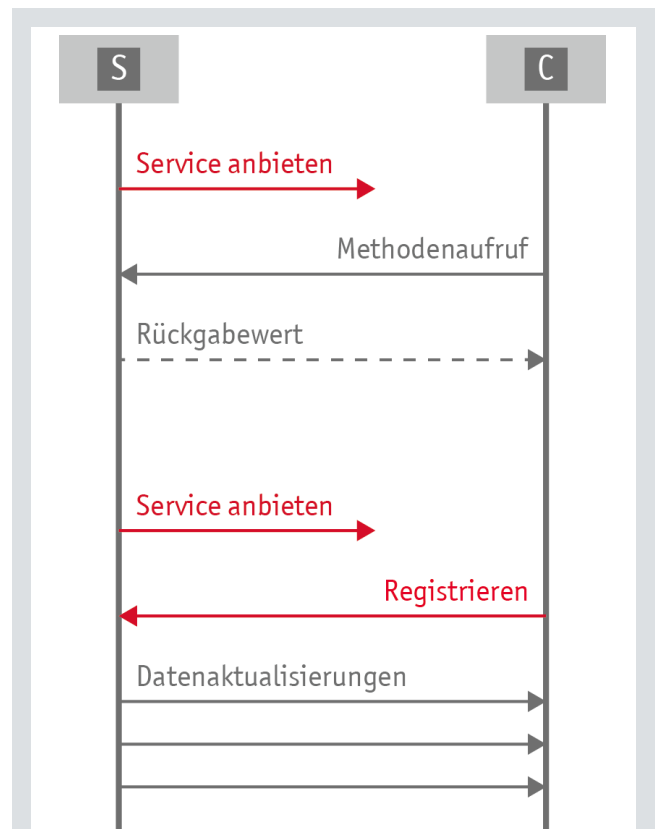 S
C
Service anbieten
Methodenaufruf
Rückgabewert
Service anbieten
Registrieren
Datenaktualisierungen